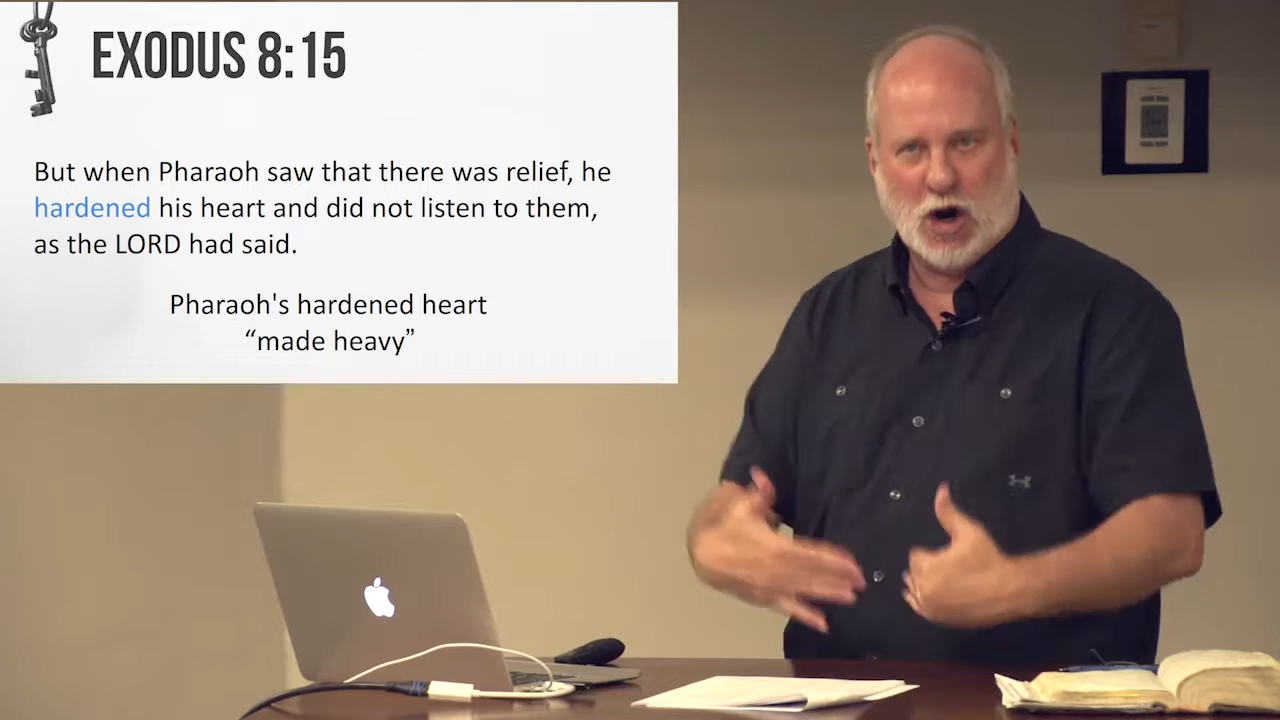 EXODUS 8:15
But when Pharaoh saw that there was relief, he
hardened his heart and did not listen to them,
as the LORD had said.
Pharaoh's hardened heart
“made heavy”